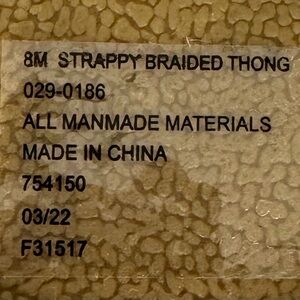 8M STRAPPY BRAIDED THONG
029-0186
ALL MANMADE MATERIALS
MADE IN CHINA
754150
03/22
F31517